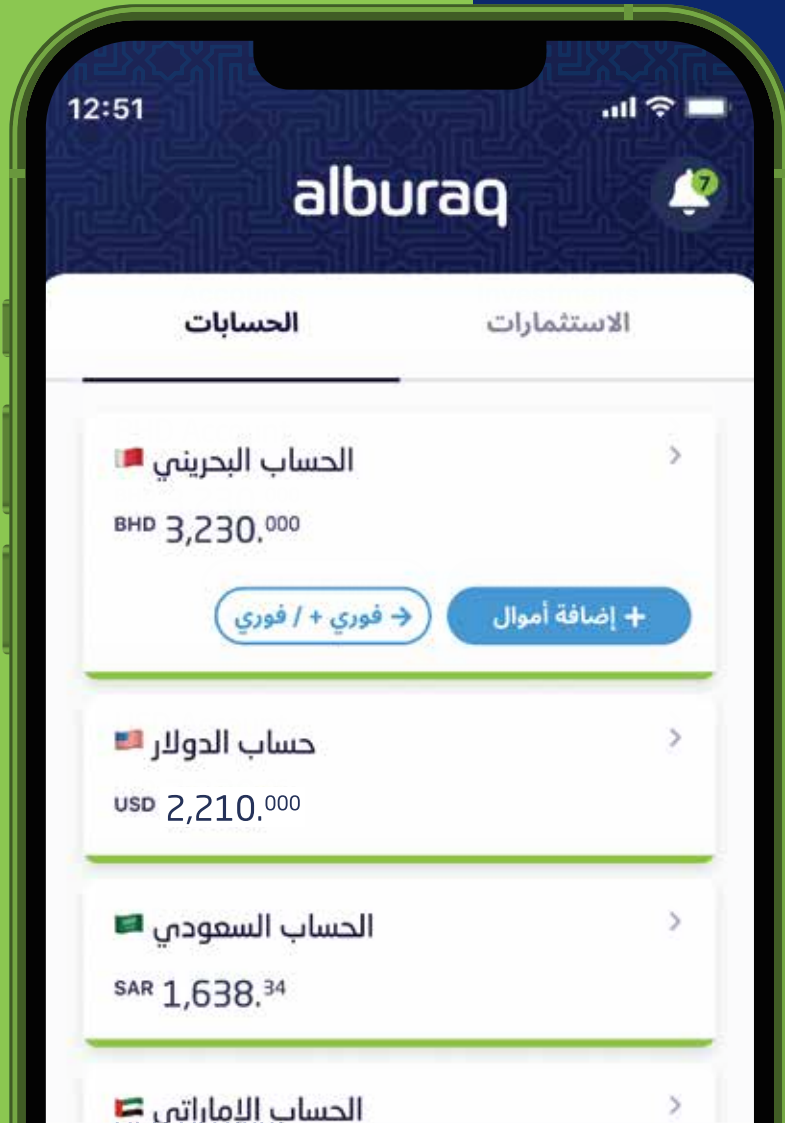 12:51
alburaq
7
الحسابات
الاستثمارات
الحساب البحريني
BHD 3,230.000
+ إضافة أموال
→ فوري + / فوري
حساب الدولار
USD 2,210.000
الحساب السعودي
SAR 1,638.34
الحساب الإماراتي